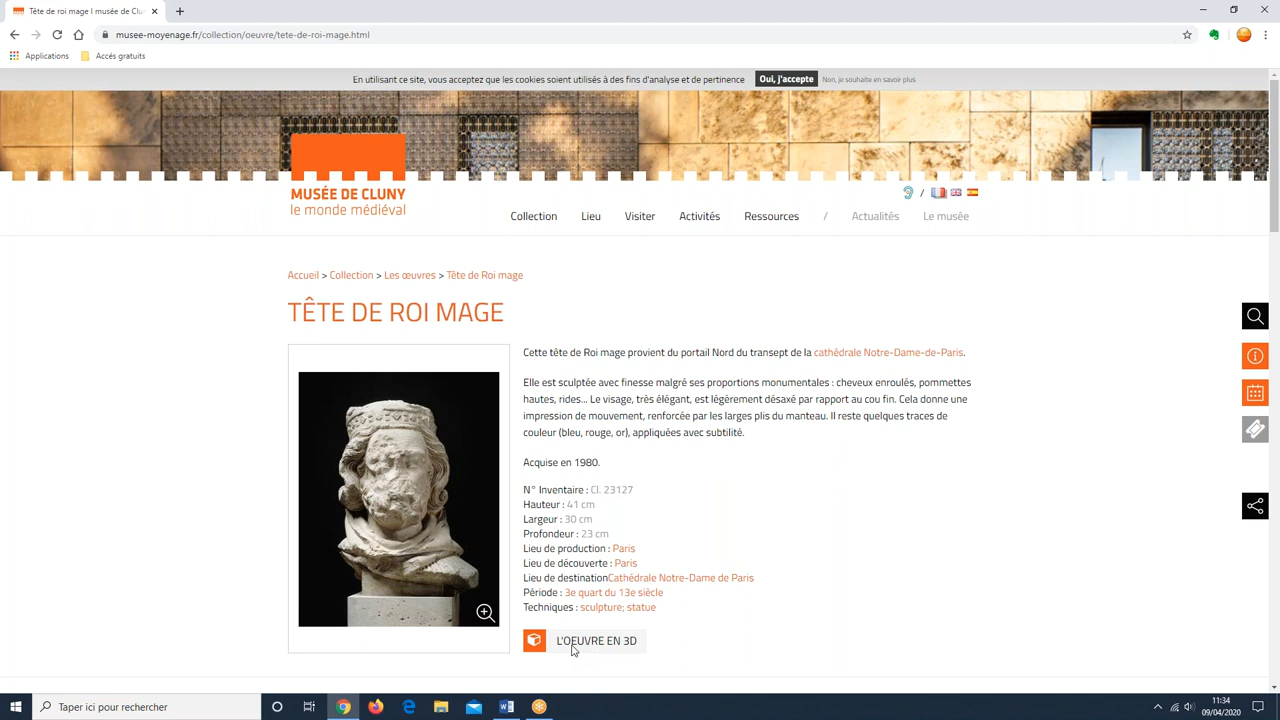 Tête de roi mage I musée de Clu
musee-moyenage.fr/collection/oeuvre/tete-de-roi-mage.html
Applications
Accés gratuits
En utilisant ce site, vous acceptez que les cookies soient utilisés à des fins d'analyse et de pertinence
Oui, j'accepte
Non, je souhaite en savoir plus
MUSÉE DE CLUNY
le monde médiéval
/
Collection
Lieu
Visiter
Activités
Ressources
/
Actualités
Le musée
Accueil > Collection > Les œuvres > Tête de Roi mage
TÊTE DE ROI MAGE
Cette tête de Roi mage provient du portail Nord du transept de la cathédrale Notre-Dame-de-Paris.
Elle est sculptée avec finesse malgré ses proportions monumentales : cheveux enroulés, pommettes
hautes, rides... Le visage, très élégant, est légèrement désaxé par rapport au cou fin. Cela donne une
impression de mouvement, renforcée par les larges plis du manteau. Il reste quelques traces de
couleur (bleu, rouge, or), appliquées avec subtilité.
Acquise en 1980.
N° Inventaire : Cl. 23127
Hauteur : 41 cm
Largeur : 30 cm
Profondeur : 23 cm
Lieu de production : Paris
Lieu de découverte : Paris
Lieu de destinationCathédrale Notre-Dame de Paris
Période : 3e quart du 13e siècle
Techniques : sculpture; statue
L'OEUVRE EN 3D
Taper ici pour rechercher
11:34
09/04/2020